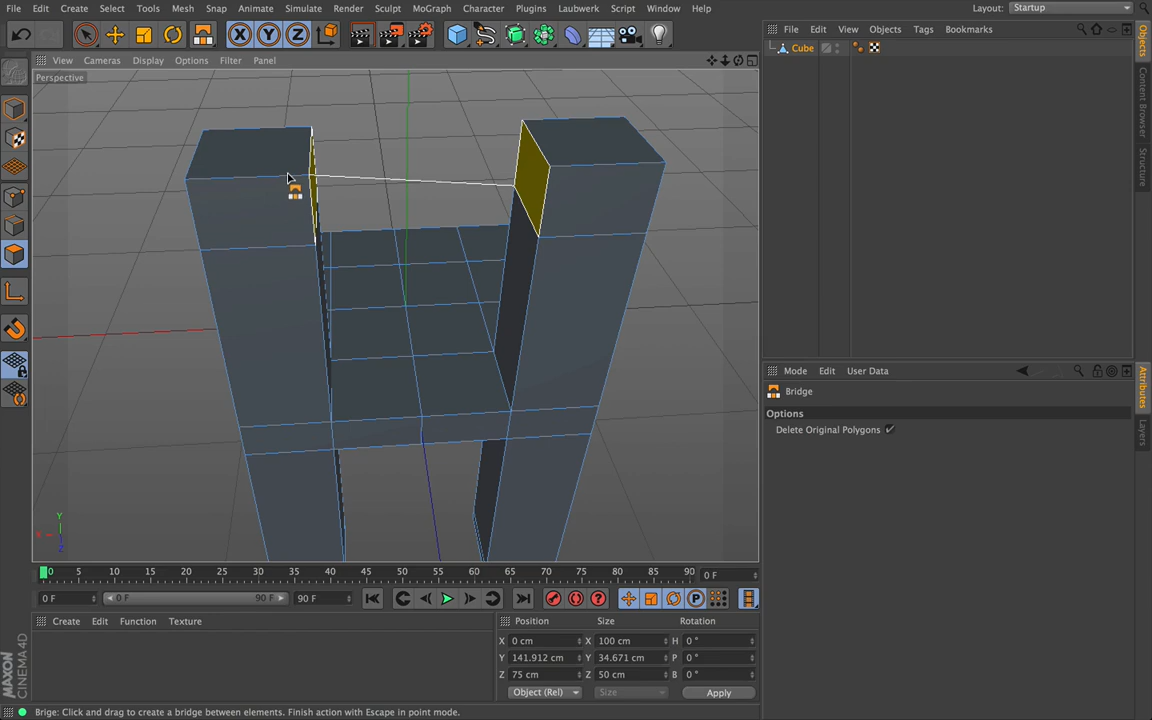 File Edit Create Select Tools Mesh Snap Animate Simulate Render Sculpt MoGraph Character Plugins Laubwerk Script Window Help Layout: Startup
X Y Z
File Edit View Objects Tags Bookmarks
View Cameras Display Options Filter Panel
Perspective
Cube
Objects
Content Browser
Structure
Mode Edit User Data
Bridge
Options
Delete Original Polygons
Attributes
Layers
Y
X
Z
0 5 10 15 20 25 30 35 40 45 50 55 60 65 70 75 80 85 90 0 F
0 F 0 F 90 F 90 F P
Create Edit Function Texture
Position Size Rotation
X 0 cm X 100 cm H 0 °
Y 141.912 cm Y 34.671 cm P 0 °
Z 75 cm Z 50 cm B 0 °
Object (Rel) Size Apply
MAXON
CINEMA 4D
Brige: Click and drag to create a bridge between elements. Finish action with Escape in point mode.